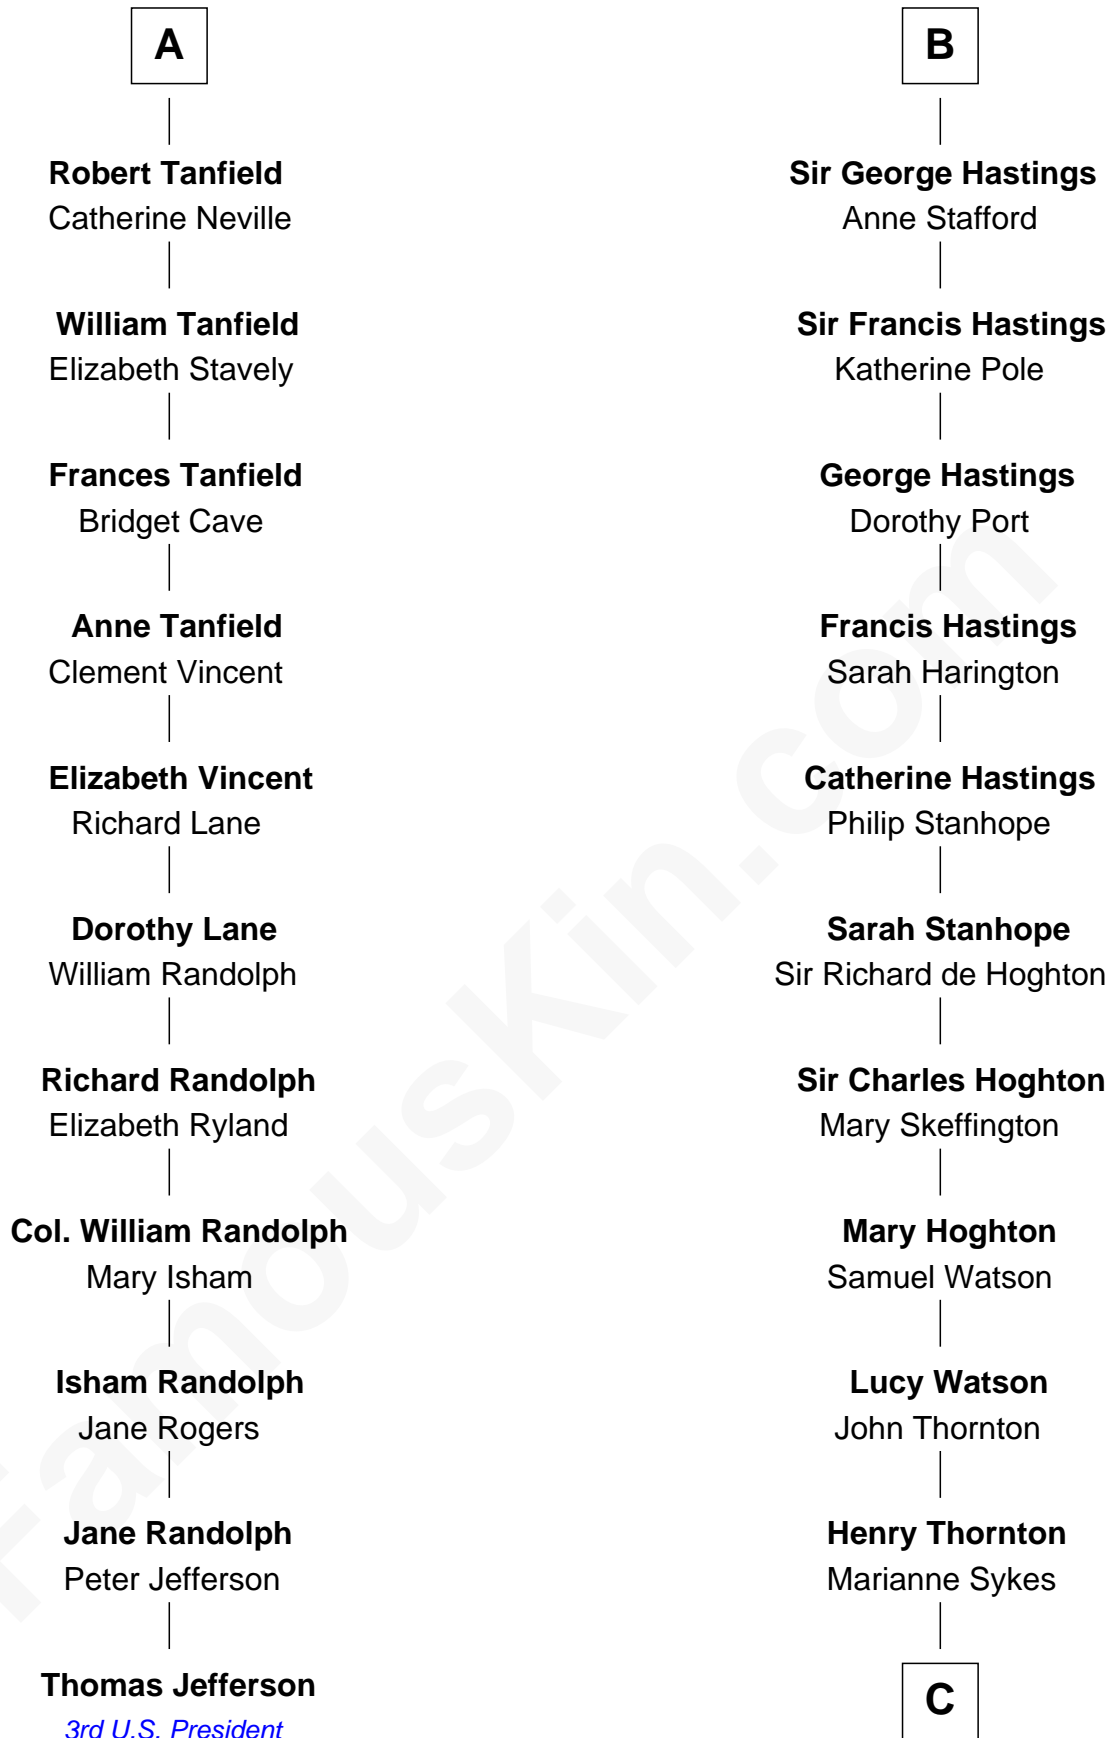 A
Robert Tanfield
Catherine Neville
William Tanfield
Elizabeth Stavely
Frances Tanfield
Bridget Cave
Anne Tanfield
Clement Vincent
Elizabeth Vincent
Richard Lane
Dorothy Lane
William Randolph
Richard Randolph
Elizabeth Ryland
Col. William Randolph
Mary Isham
Isham Randolph
Jane Rogers
Jane Randolph
Peter Jefferson
Thomas Jefferson
3rd U.S. President
B
Sir George Hastings
Anne Stafford
Sir Francis Hastings
Katherine Pole
George Hastings
Dorothy Port
Francis Hastings
Sarah Harington
Catherine Hastings
Philip Stanhope
Sarah Stanhope
Sir Richard de Hoghton
Sir Charles Hoghton
Mary Skeffington
Mary Hoghton
Samuel Watson
Lucy Watson
John Thornton
Henry Thornton
Marianne Sykes
C
FamousKin.com